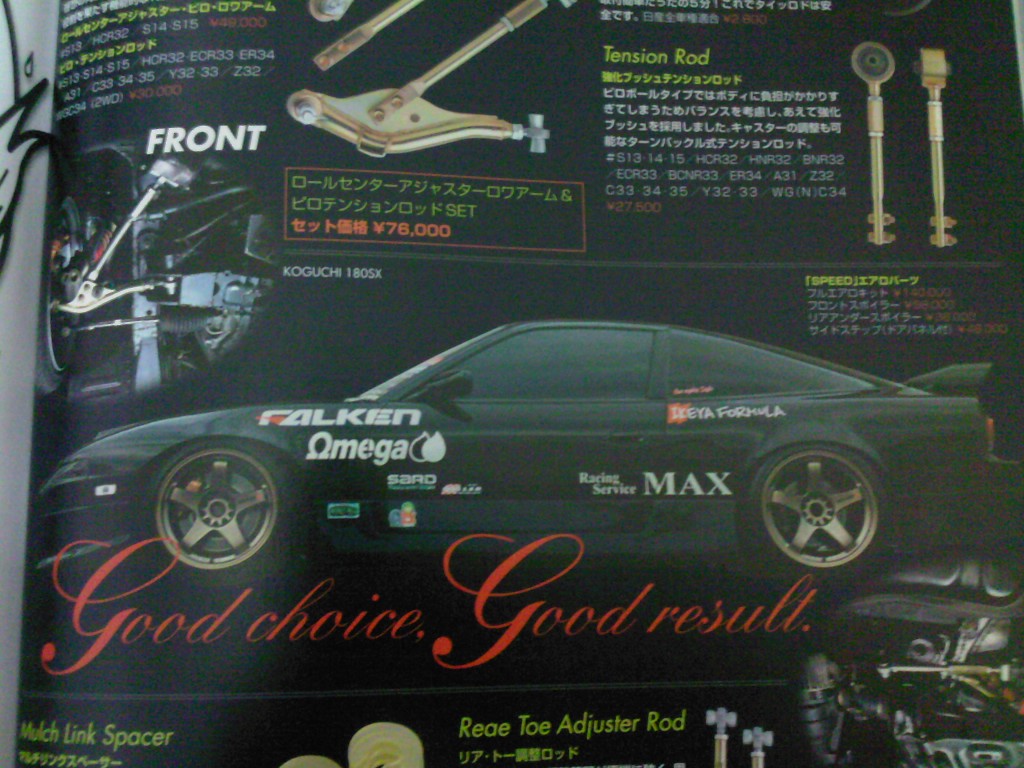 ロールセンターアジャスター・ピロ・ロワアーム
#S13／HCR32／S14・S15 ¥49,000
ピロ・テンションロッド
#S13・S14・S15／HCR32・ECR33・ER34
／A31／C33・34・35／Y32・33／Z32／
WGC34 (2WD) ¥30,000
FRONT
ロールセンターアジャスターロワアーム&
ピロテンションロッドSET
セット価格 ¥76,000
取付簡単たったの5分！これでタイロッドは安
全です。日産全車種適合 ¥2,800
Tension Rod
強化ブッシュテンションロッド
ピロボールタイプではボディに負担がかかりす
ぎてしまうためバランスを考慮し、あえて強化
ブッシュを採用しました。キャスターの調整も可
能なターンバックル式テンションロッド。
#S13・14・15／HCR32／HNR32／BNR32
／ECR33／BCNR33／ER34／A31／Z32／
C33・34・35／Y32・33／WG(N)C34
¥27,500
KOGUCHI 180SX
「SPEED」エアロパーツ
フルエアロキット
フロントスポイラー
リアアンダースポイラー
サイドステップ(ドアパネル付)
FALKEN
Ωmega
SARD
IKEYA FORMULA
Racing
Service MAX
Good choice, Good result.
Mulch Link Spacer
マルチリンクスペーサー
Reae Toe Adjuster Rod
リア・トー調整ロッド